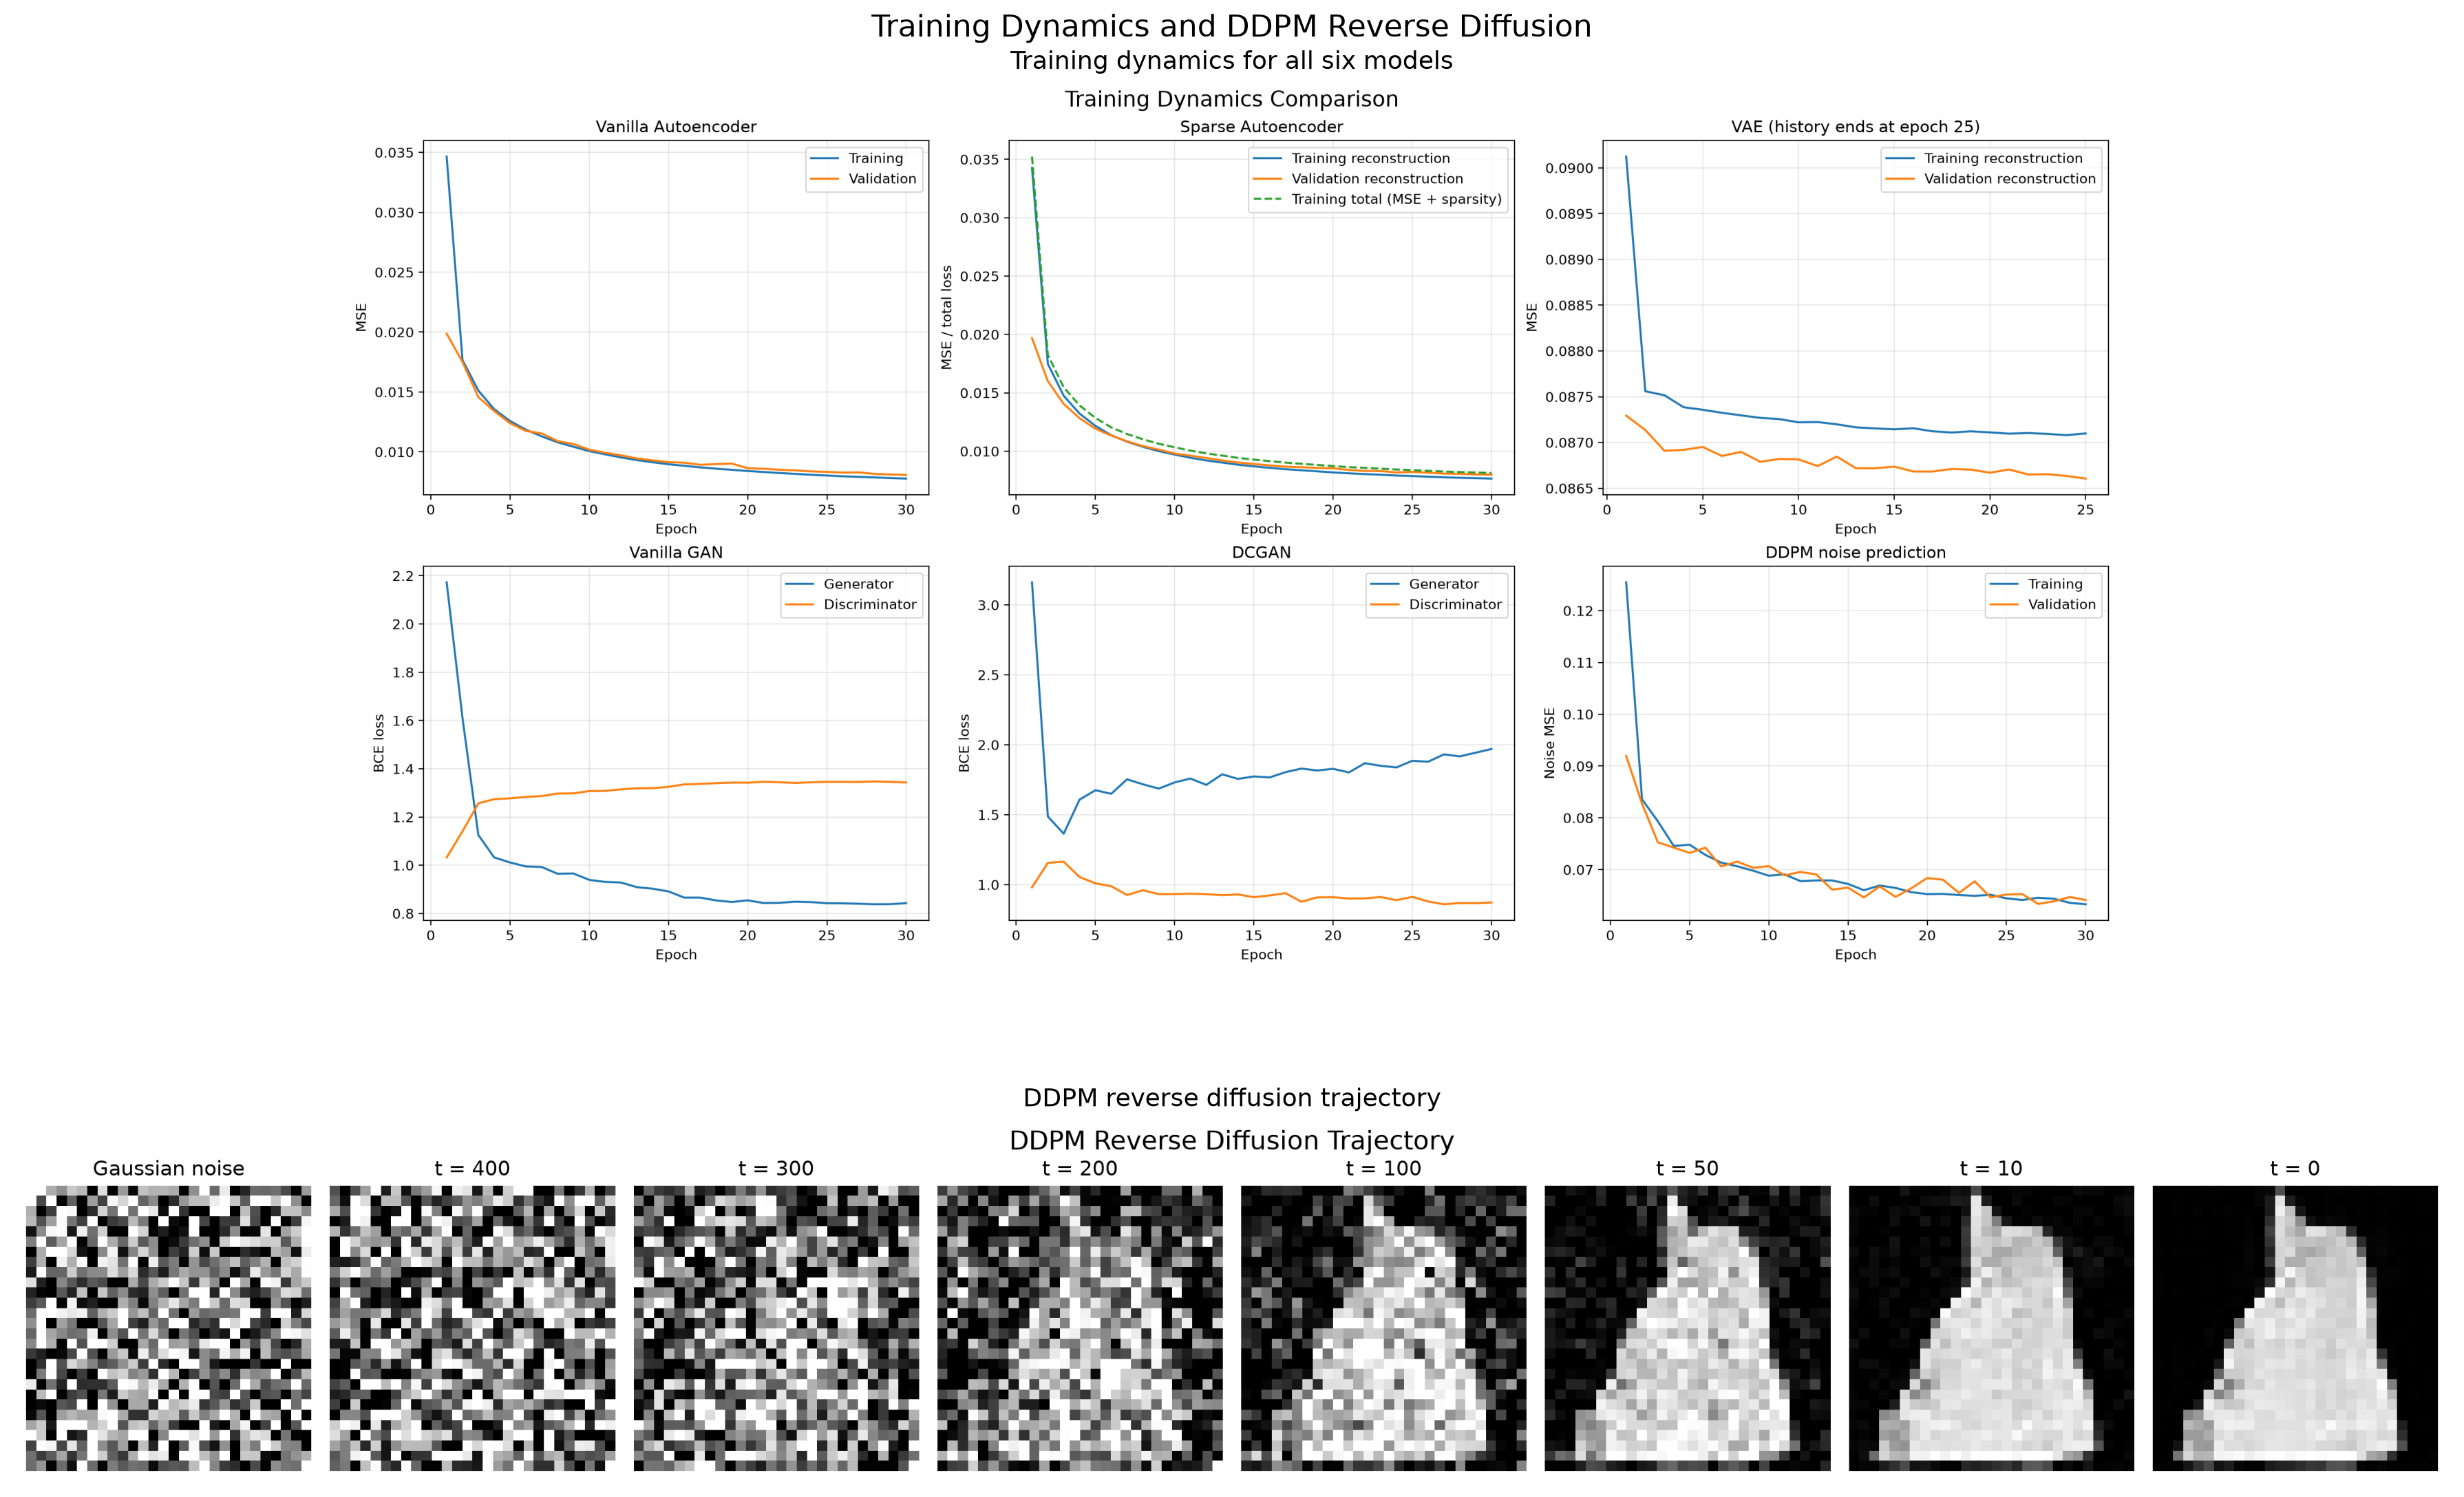 Training Dynamics and DDPM Reverse Diffusion
Training dynamics for all six models
Training Dynamics Comparison
Vanilla Autoencoder
MSE
0.035
0.030
0.025
0.020
0.015
0.010
Training
Validation
0 5 10 15 20 25 30
Epoch
Sparse Autoencoder
MSE / total loss
0.035
0.030
0.025
0.020
0.015
0.010
Training reconstruction
Validation reconstruction
Training total (MSE + sparsity)
0 5 10 15 20 25 30
Epoch
VAE (history ends at epoch 25)
MSE
0.0900
0.0895
0.0890
0.0885
0.0880
0.0875
0.0870
0.0865
Training reconstruction
Validation reconstruction
0 5 10 15 20 25
Epoch
Vanilla GAN
BCE loss
2.2
2.0
1.8
1.6
1.4
1.2
1.0
0.8
Generator
Discriminator
0 5 10 15 20 25 30
Epoch
DCGAN
BCE loss
3.0
2.5
2.0
1.5
1.0
Generator
Discriminator
0 5 10 15 20 25 30
Epoch
DDPM noise prediction
Noise MSE
0.12
0.11
0.10
0.09
0.08
0.07
Training
Validation
0 5 10 15 20 25 30
Epoch
DDPM reverse diffusion trajectory
DDPM Reverse Diffusion Trajectory
Gaussian noise
t = 400
t = 300
t = 200
t = 100
t = 50
t = 10
t = 0